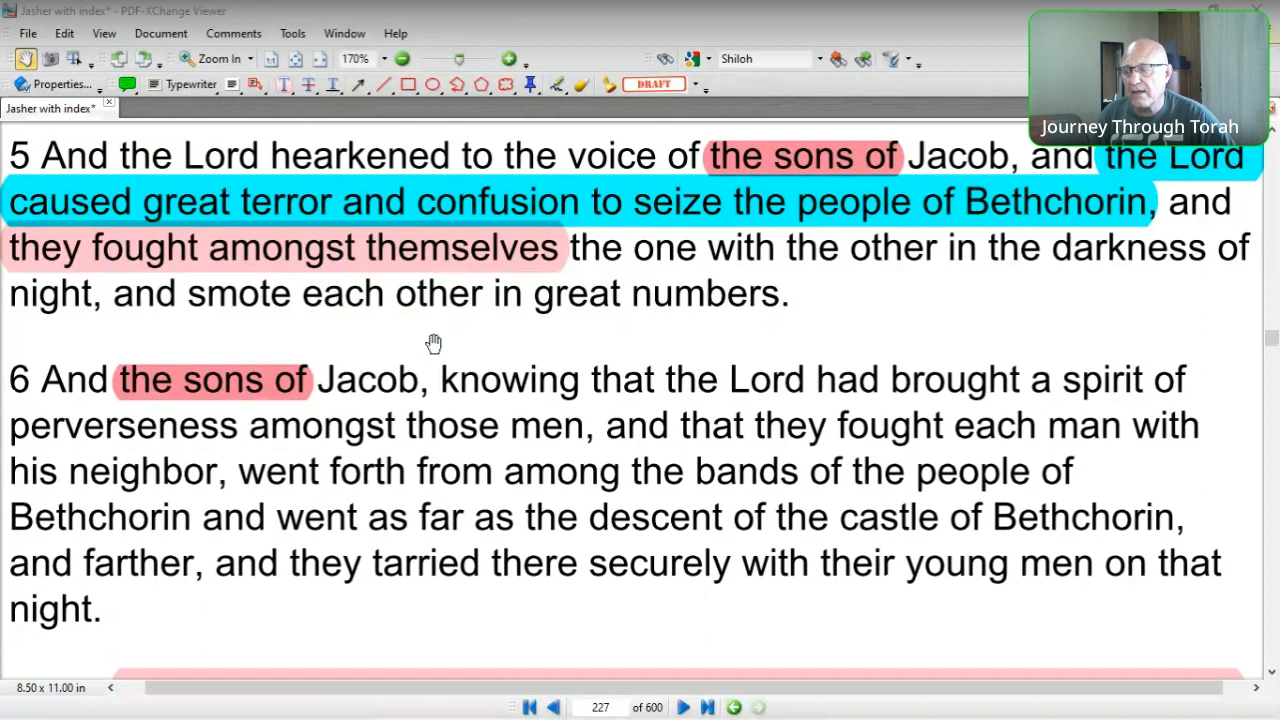 Jasher with index* - PDF-XChange Viewer
File Edit View Document Comments Tools Window Help
Zoom In 170% Shiloh
Properties... Typewriter DRAFT
Jasher with index*
Journey Through Torah
5 And the Lord hearkened to the voice of the sons of Jacob, and the Lord
caused great terror and confusion to seize the people of Bethchorin, and
they fought amongst themselves the one with the other in the darkness of
night, and smote each other in great numbers.
6 And the sons of Jacob, knowing that the Lord had brought a spirit of
perverseness amongst those men, and that they fought each man with
his neighbor, went forth from among the bands of the people of
Bethchorin and went as far as the descent of the castle of Bethchorin,
and farther, and they tarried there securely with their young men on that
night.
8.50 x 11.00 in
227 of 600